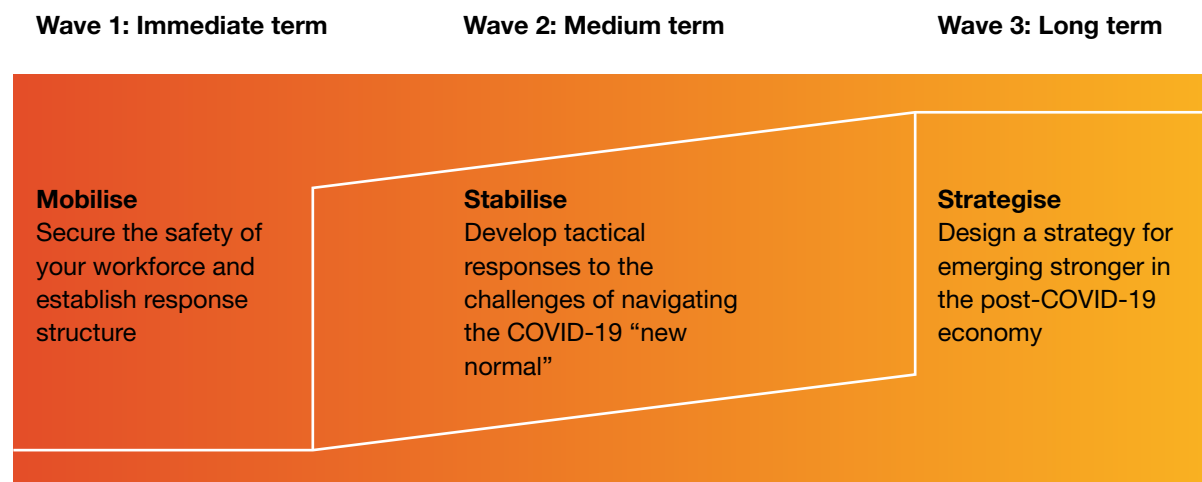 Wave 1: Immediate term
Wave 2: Medium term
Wave 3: Long term
Mobilise
Secure the safety of
your workforce and
establish response
structure
Stabilise
Develop tactical
responses to the
challenges of navigating
the COVID-19 “new
normal”
Strategise
Design a strategy for
emerging stronger in
the post-COVID-19
economy